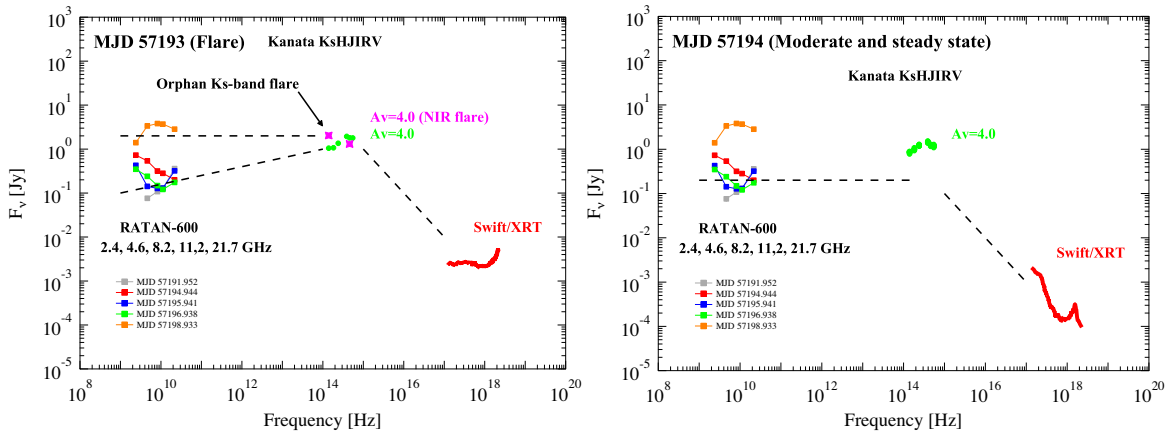 MJD 57193 (Flare)
Kanata KsHJIRV
Orphan Ks-band flare
Av=4.0 (NIR flare)
Av=4.0
RATAN-600
2.4, 4.6, 8.2, 11,2, 21.7 GHz
Swift/XRT
MJD 57191.952
MJD 57194.944
MJD 57195.941
MJD 57196.938
MJD 57198.933
10^3
10^2
10^1
10^0
10^-1
10^-2
10^-3
10^-4
10^-5
F_ν [Jy]
10^8 10^10 10^12 10^14 10^16 10^18 10^20
Frequency [Hz]
MJD 57194 (Moderate and steady state)
Kanata KsHJIRV
Av=4.0
RATAN-600
2.4, 4.6, 8.2, 11,2, 21.7 GHz
Swift/XRT
MJD 57191.952
MJD 57194.944
MJD 57195.941
MJD 57196.938
MJD 57198.933
10^3
10^2
10^1
10^0
10^-1
10^-2
10^-3
10^-4
10^-5
F_ν [Jy]
10^8 10^10 10^12 10^14 10^16 10^18 10^20
Frequency [Hz]